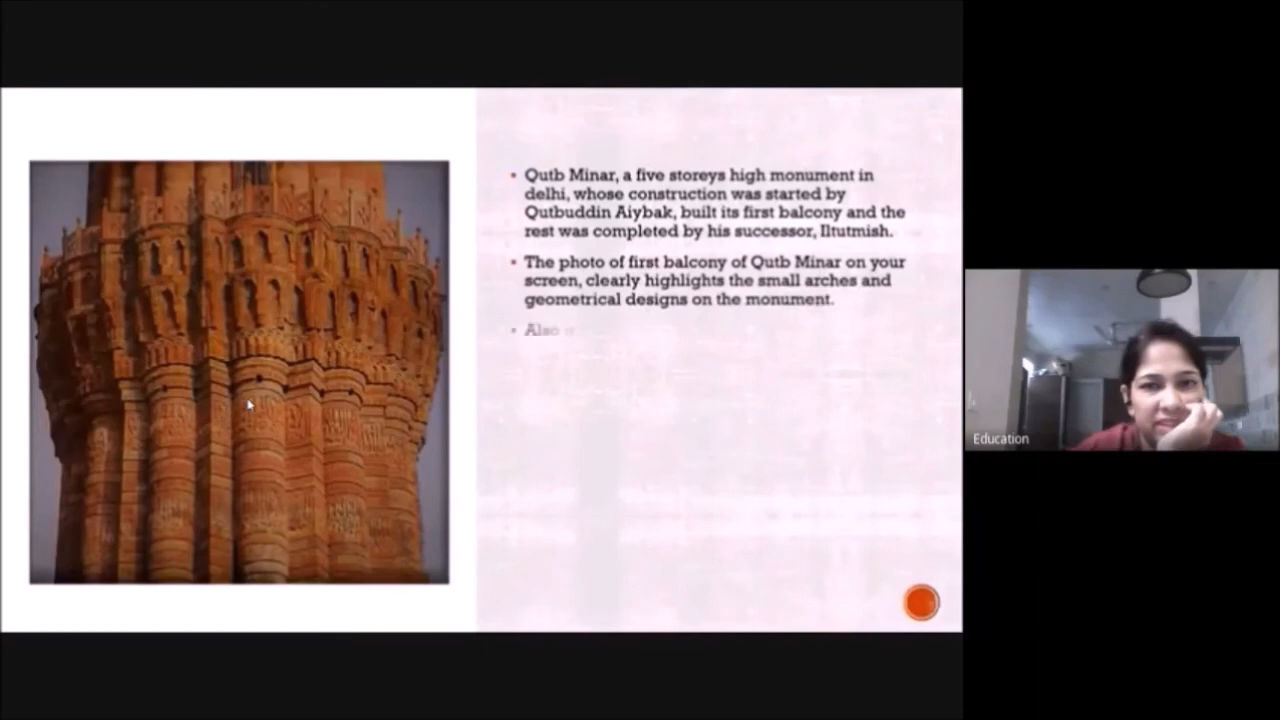 Qutb Minar, a five storeys high monument in
delhi, whose construction was started by
Qutbuddin Aiybak, built its first balcony and the
rest was completed by his successor, Iltutmish.
The photo of first balcony of Qutb Minar on your
screen, clearly highlights the small arches and
geometrical designs on the monument.
Also
Education